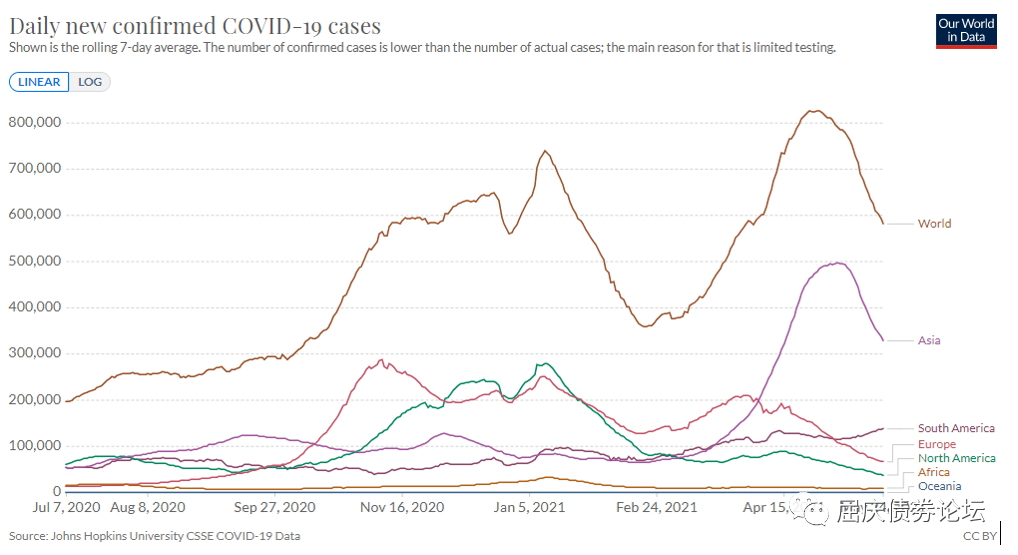 Daily new confirmed COVID-19 cases
Shown is the rolling 7-day average. The number of confirmed cases is lower than the number of actual cases; the main reason for that is limited testing.
Our World
in Data
LINEAR LOG
800,000
700,000
600,000
500,000
400,000
300,000
200,000
100,000
0
World
Asia
South America
Europe
North America
Africa
Oceania
Jul 7, 2020 Aug 8, 2020 Sep 27, 2020 Nov 16, 2020 Jan 5, 2021 Feb 24, 2021 Apr 15,
屈庆债券论坛
Source: Johns Hopkins University CSSE COVID-19 Data
CC BY